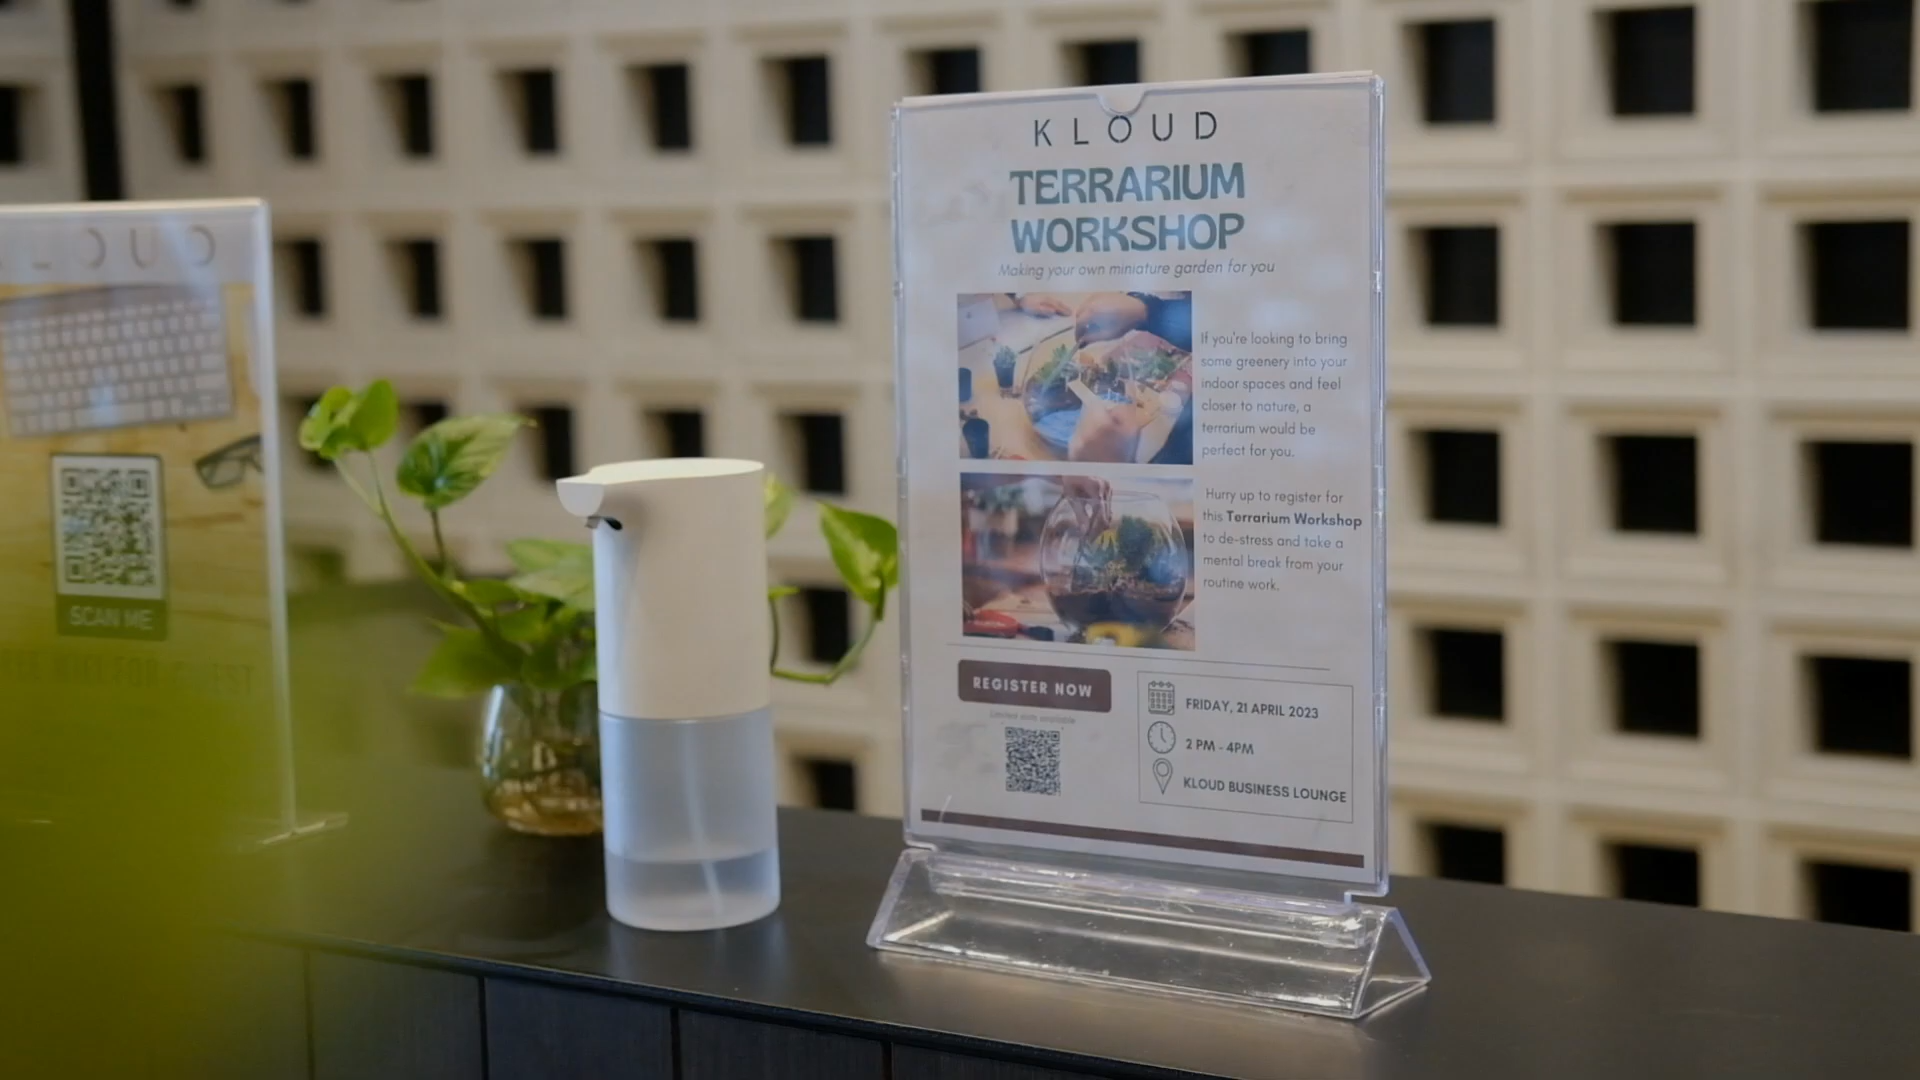 KLOUD
TERRARIUM
WORKSHOP
Making your own miniature garden for you
If you're looking to bring
some greenery into your
indoor spaces and feel
closer to nature, a
terrarium would be
perfect for you.
Hurry up to register for
this Terrarium Workshop
to de-stress and take a
mental break from your
routine work.
REGISTER NOW
FRIDAY, 21 APRIL 2023
2 PM - 4PM
KLOUD BUSINESS LOUNGE
LOUD
SCAN ME
WIFI FOR